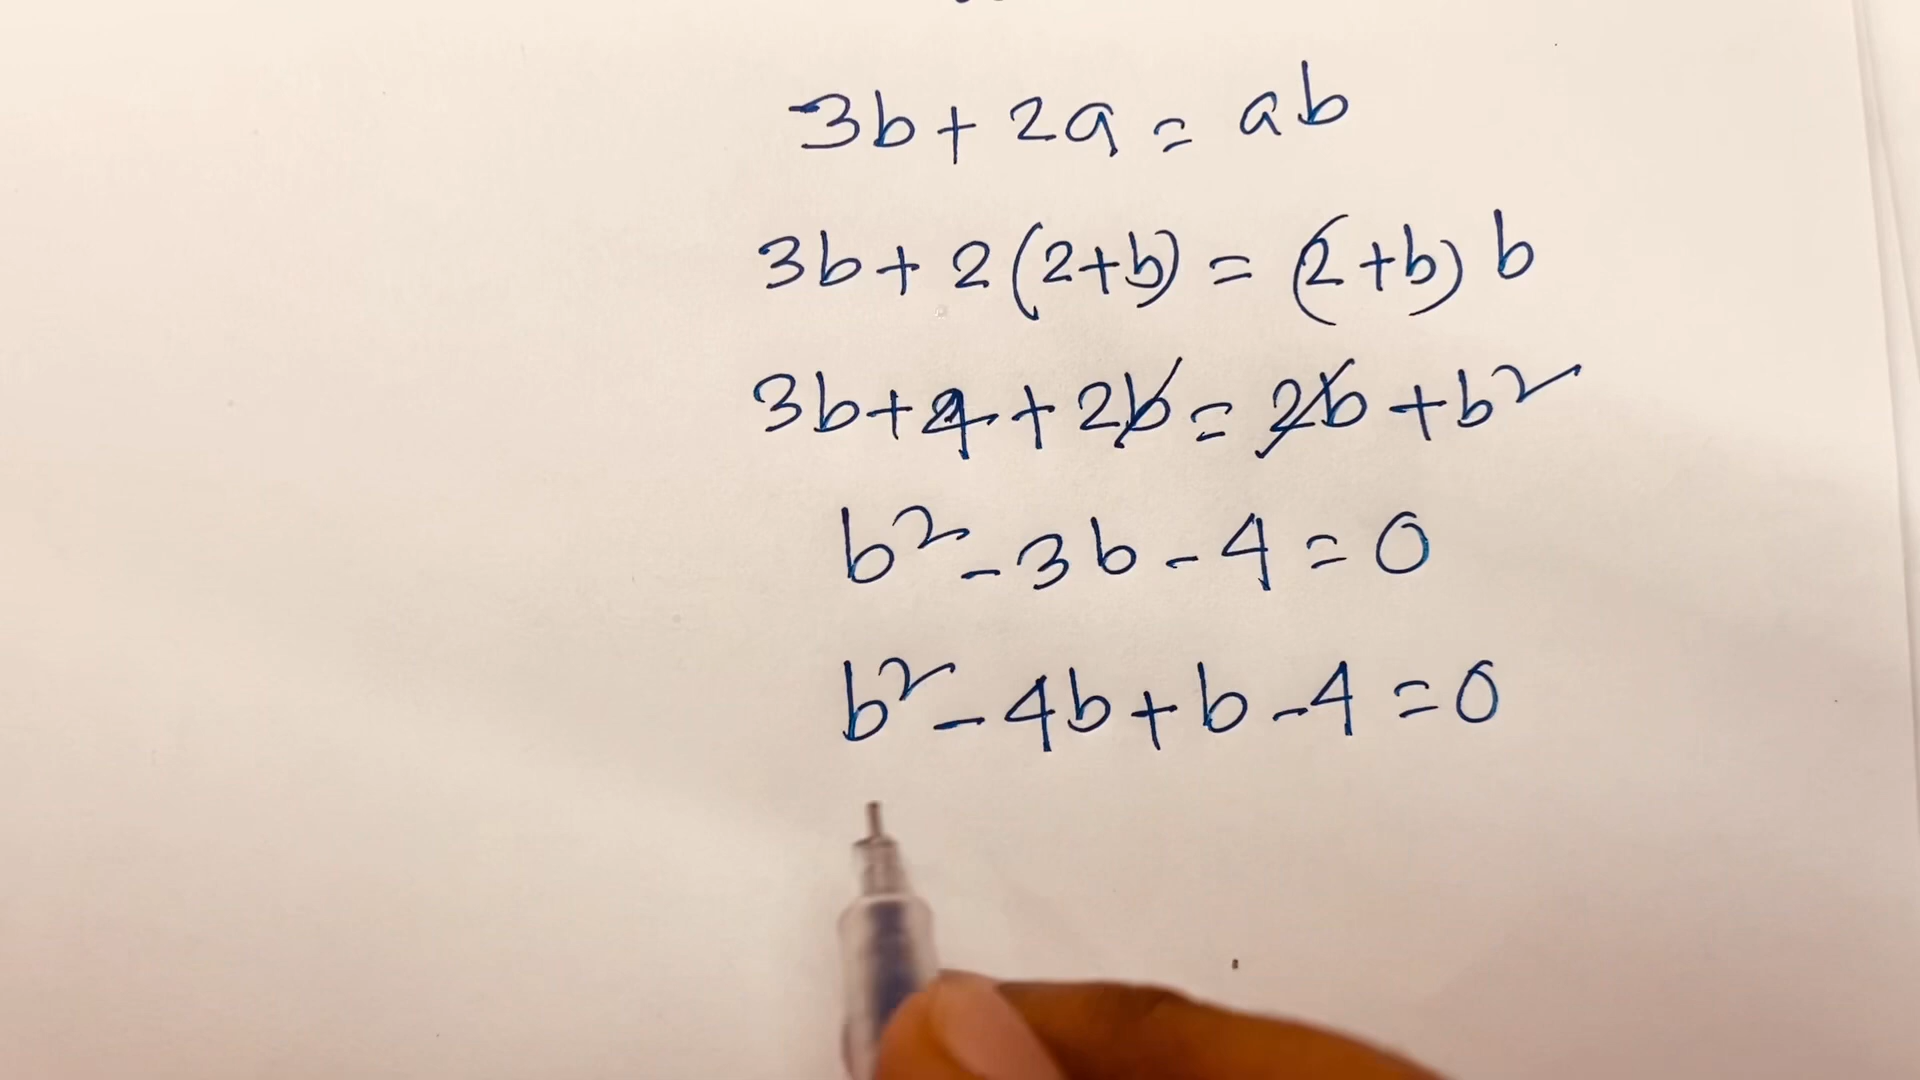 3b + 2a = ab
3b + 2(2+b) = (2+b) b
3b + 4 + 2b = 2b + b²
b² - 3b - 4 = 0
b² - 4b + b - 4 = 0